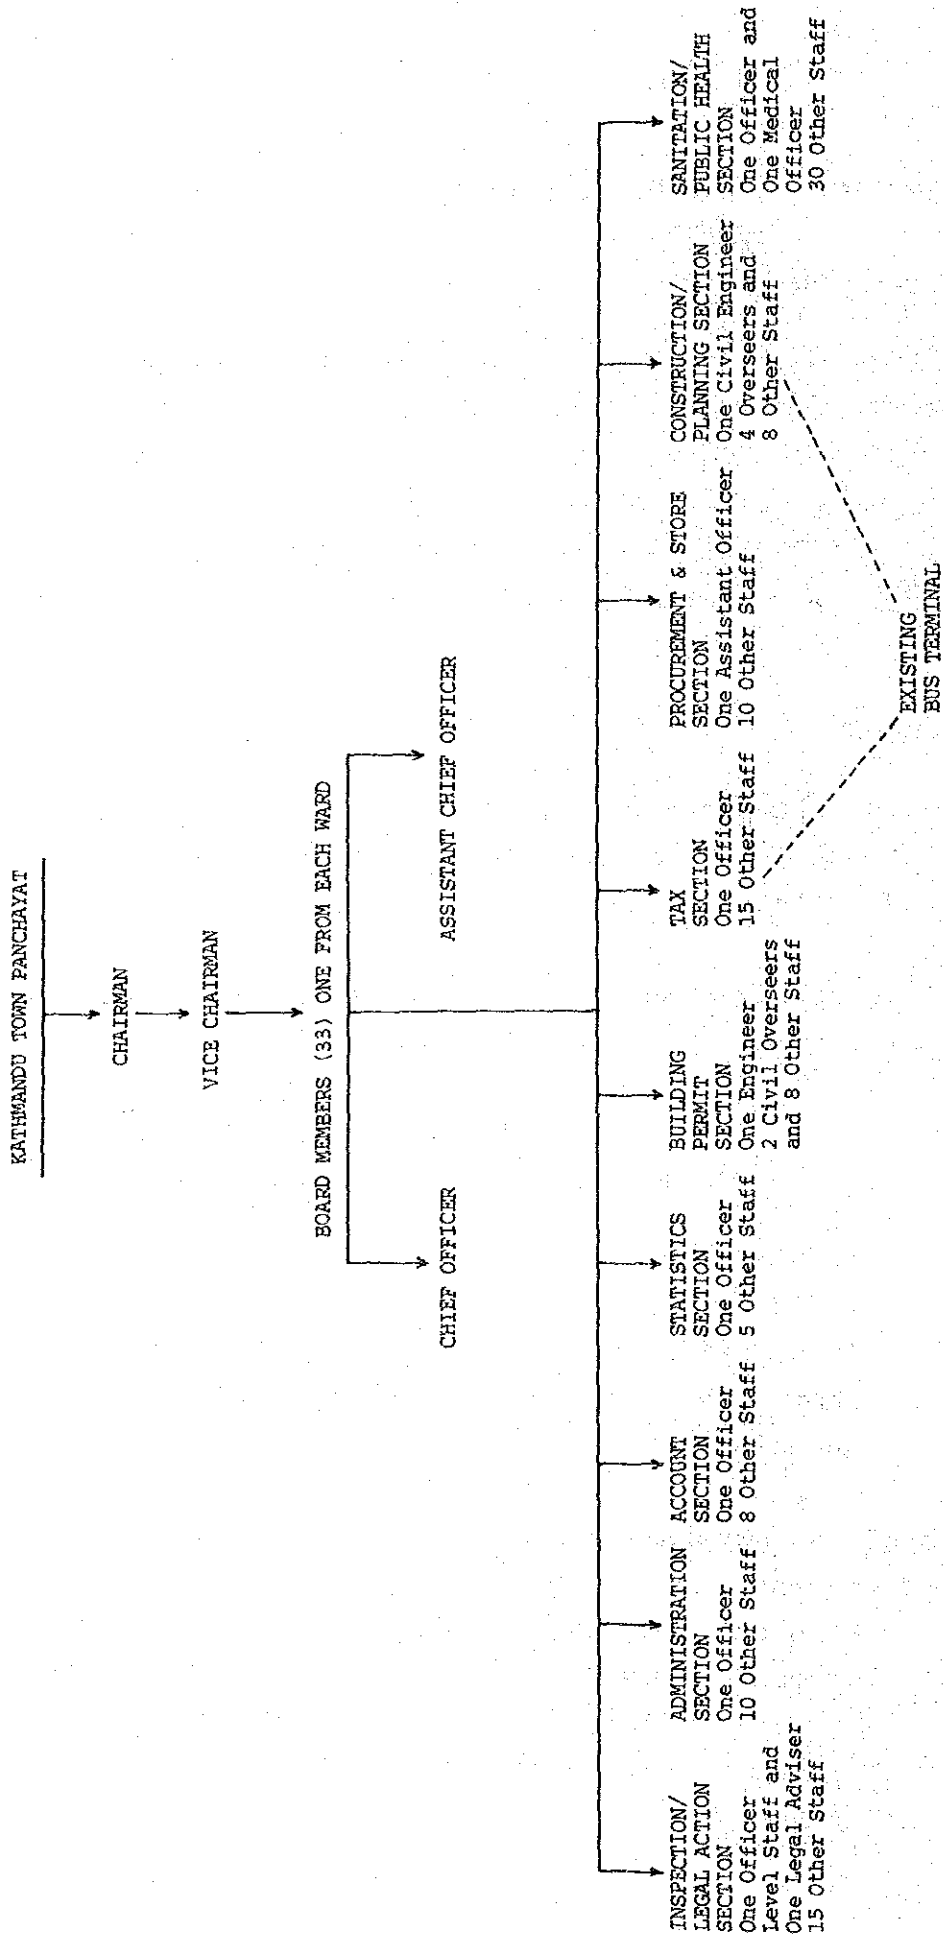 KATHMANDU TOWN PANCHAYAT
CHAIRMAN
VICE CHAIRMAN
BOARD MEMBERS (33) ONE FROM EACH WARD
CHIEF OFFICER
ASSISTANT CHIEF OFFICER
INSPECTION/
LEGAL ACTION
SECTION
One Officer
Level Staff and
One Legal Adviser
15 Other Staff
ADMINISTRATION
SECTION
One Officer
10 Other Staff
ACCOUNT
SECTION
One Officer
8 Other Staff
STATISTICS
SECTION
One Officer
5 Other Staff
BUILDING
PERMIT
SECTION
One Engineer
2 Civil Overseers
and 8 Other Staff
TAX
SECTION
One Officer
15 Other Staff
PROCUREMENT & STORE
SECTION
One Assistant Officer
10 Other Staff
CONSTRUCTION/
PLANNING SECTION
One Civil Engineer
4 Overseers and
8 Other Staff
SANITATION/
PUBLIC HEALTH
SECTION
One Officer and
One Medical
Officer
30 Other Staff
EXISTING
BUS TERMINAL